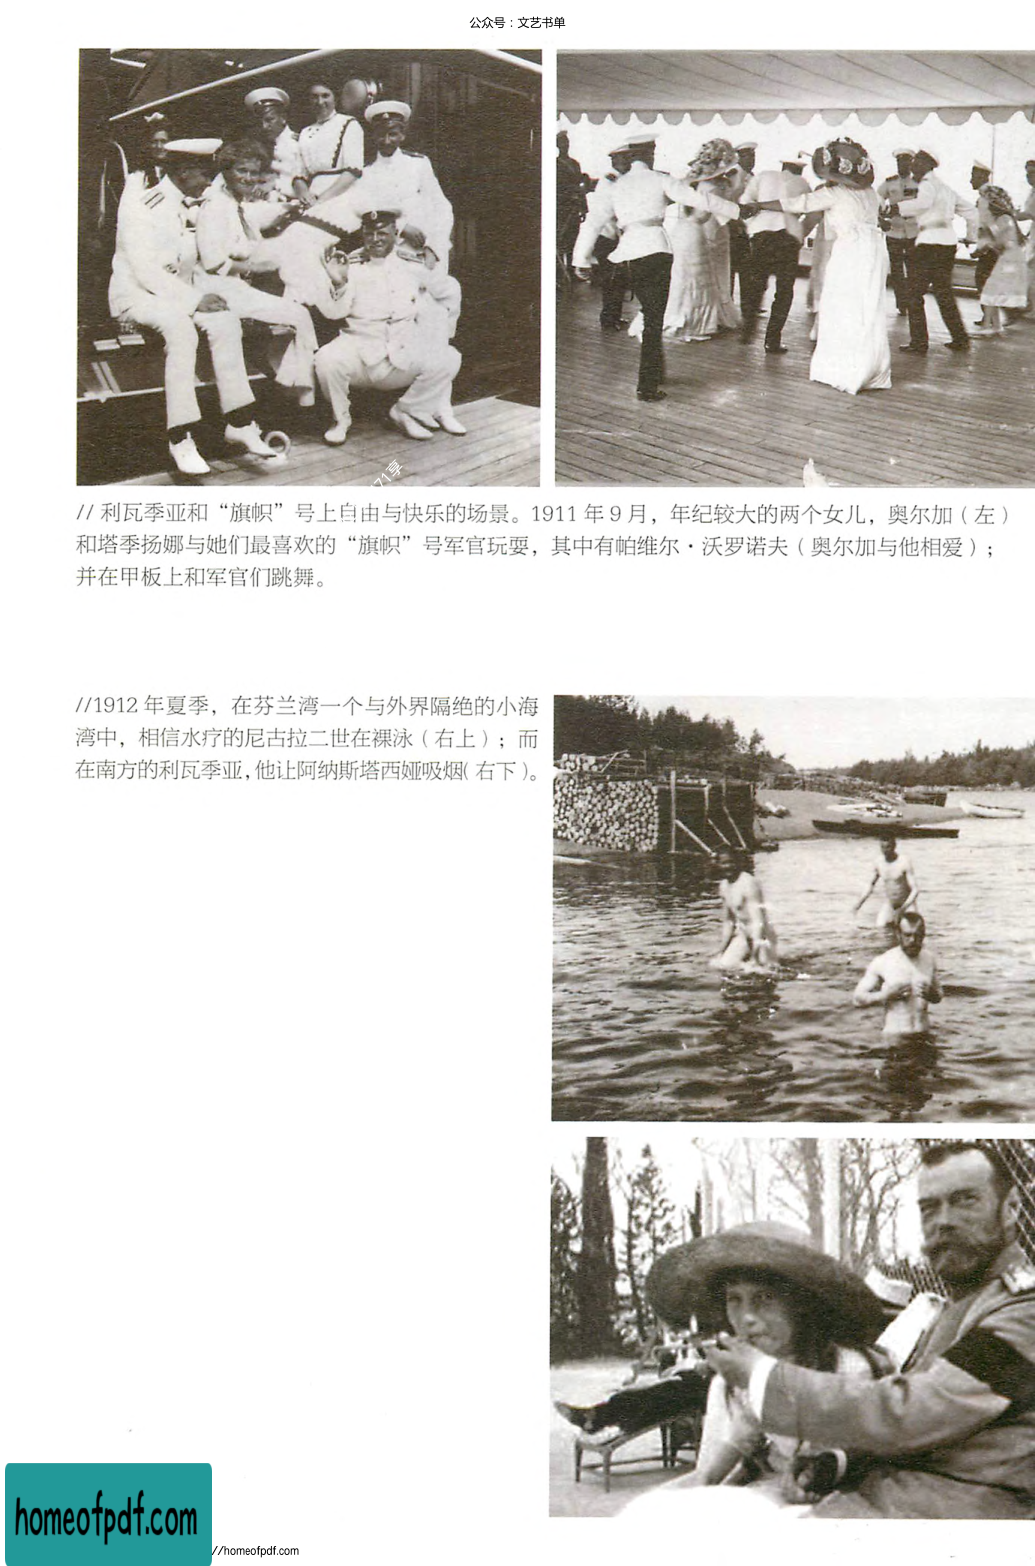 公众号：文艺书单
71享
// 利瓦季亚和“旗帜”号上自由与快乐的场景。1911 年 9 月，年纪较大的两个女儿，奥尔加（左）
和塔季扬娜与她们最喜欢的“旗帜”号军官玩耍，其中有帕维尔·沃罗诺夫（奥尔加与他相爱）；
并在甲板上和军官们跳舞。
//1912 年夏季，在芬兰湾一个与外界隔绝的小海
湾中，相信水疗的尼古拉二世在裸泳（右上）；而
在南方的利瓦季亚，他让阿纳斯塔西娅吸烟（右下）。
homeofpdf.com
//homeofpdf.com